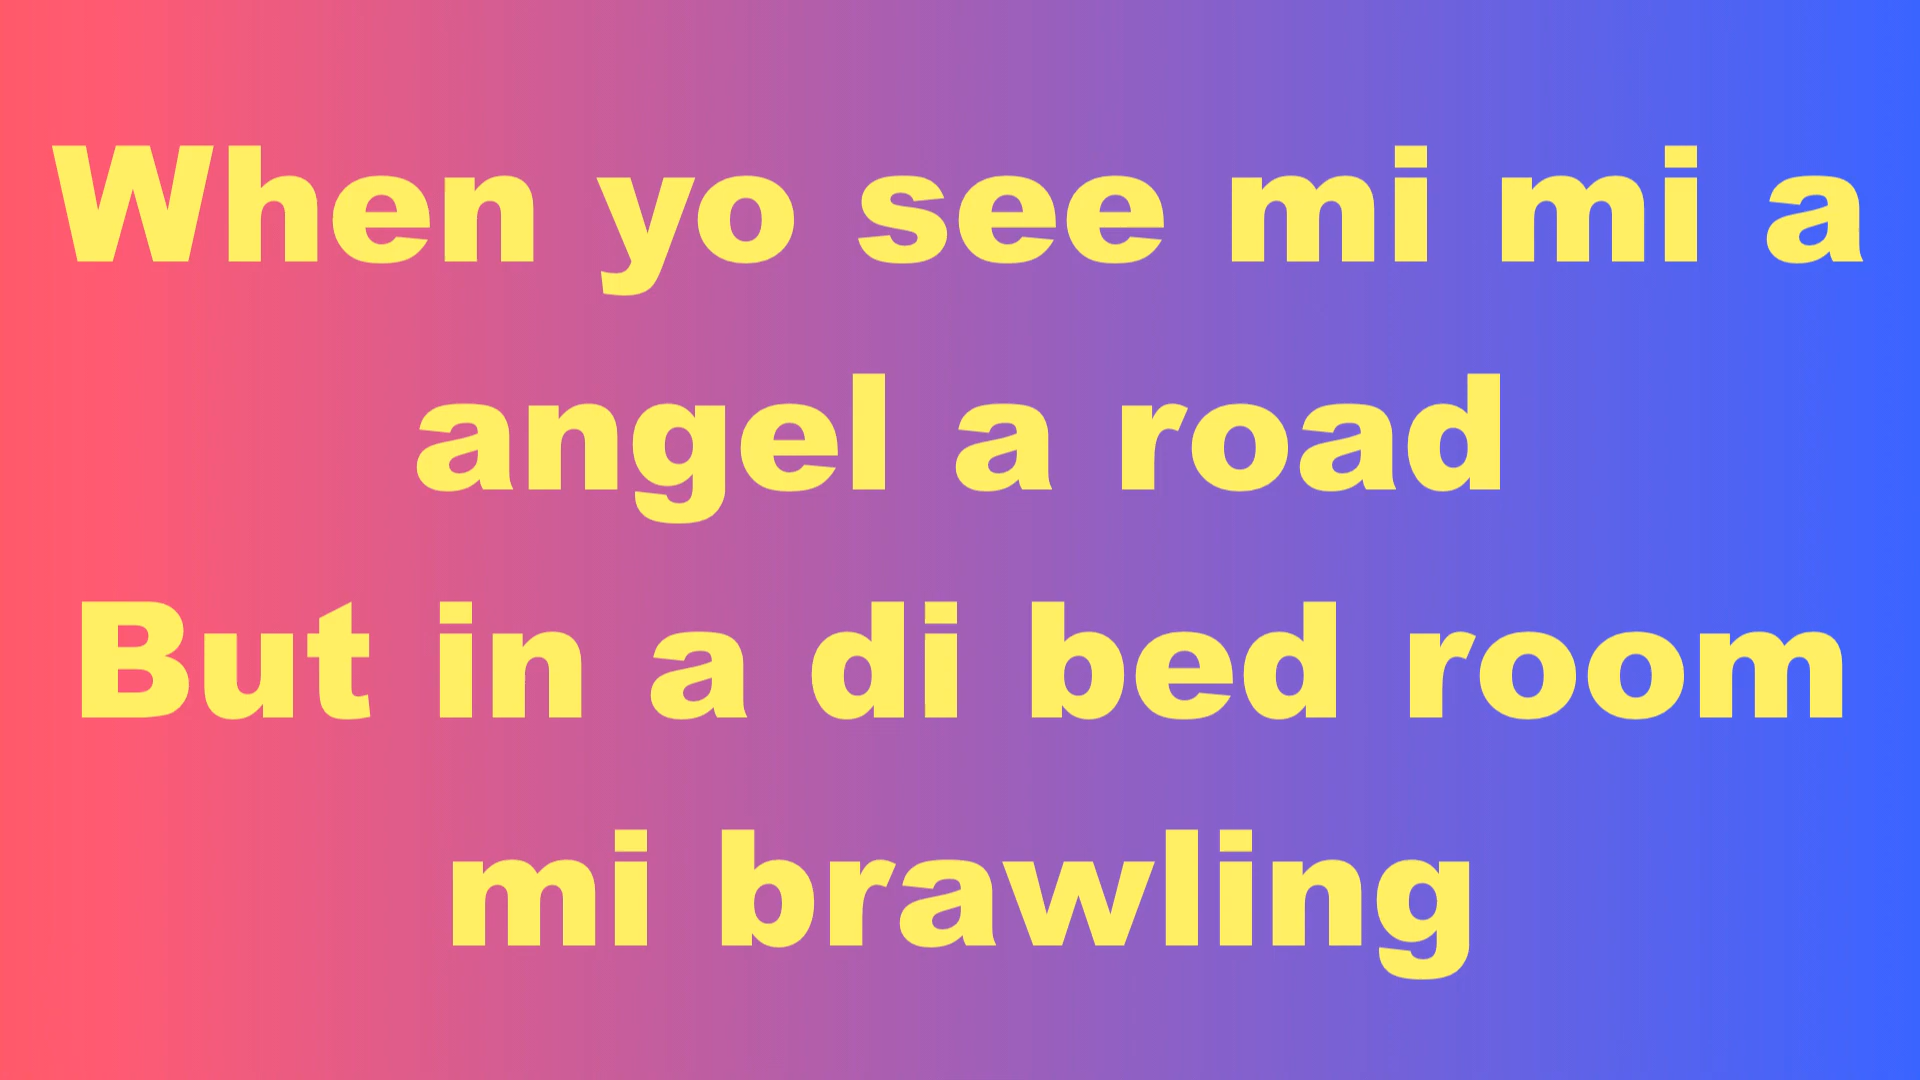 When yo see mi mi a
angel a road
But in a di bed room
mi brawling